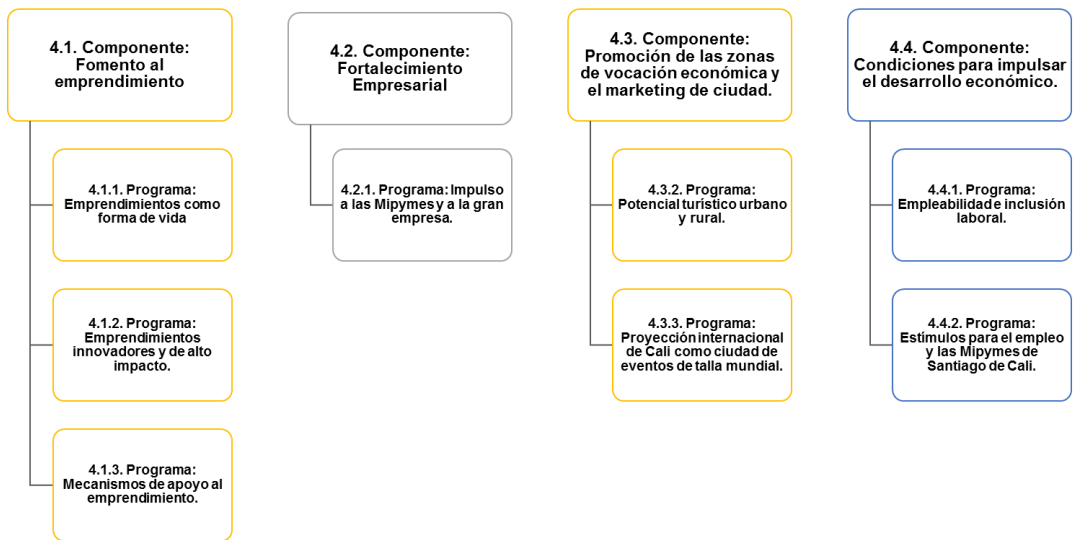 4.1. Componente:
Fomento al
emprendimiento
4.1.1. Programa:
Emprendimientos como
forma de vida
4.1.2. Programa:
Emprendimientos
innovadores y de alto
impacto.
4.1.3. Programa:
Mecanismos de apoyo al
emprendimiento.
4.2. Componente:
Fortalecimiento
Empresarial
4.2.1. Programa: Impulso
a las Mipymes y a la gran
empresa.
4.3. Componente:
Promoción de las zonas
de vocación económica y
el marketing de ciudad.
4.3.2. Programa:
Potencial turístico urbano
y rural.
4.3.3. Programa:
Proyección internacional
de Cali como ciudad de
eventos de talla mundial.
4.4. Componente:
Condiciones para impulsar
el desarrollo económico.
4.4.1. Programa:
Empleabilidad e inclusión
laboral.
4.4.2. Programa:
Estímulos para el empleo
y las Mipymes de
Santiago de Cali.